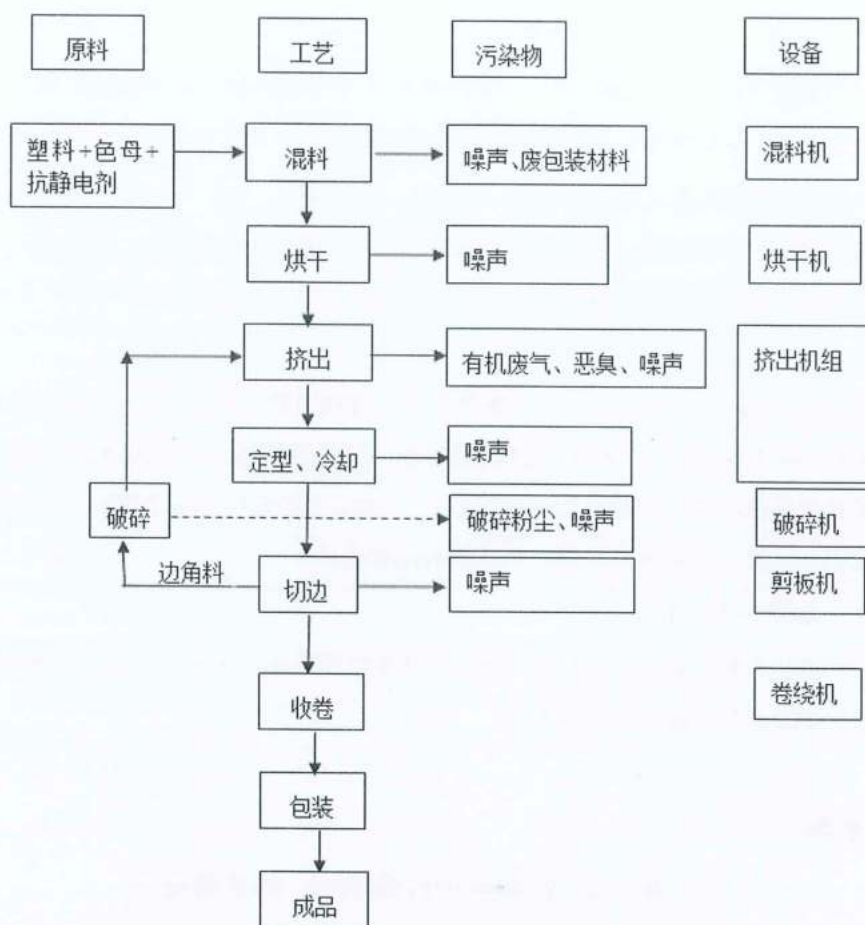 原料
工艺
污染物
设备
塑料+色母+
抗静电剂
混料
噪声、废包装材料
混料机
烘干
噪声
烘干机
挤出
有机废气、恶臭、噪声
挤出机组
定型、冷却
噪声
破碎
破碎粉尘、噪声
破碎机
边角料
切边
噪声
剪板机
收卷
卷绕机
包装
成品